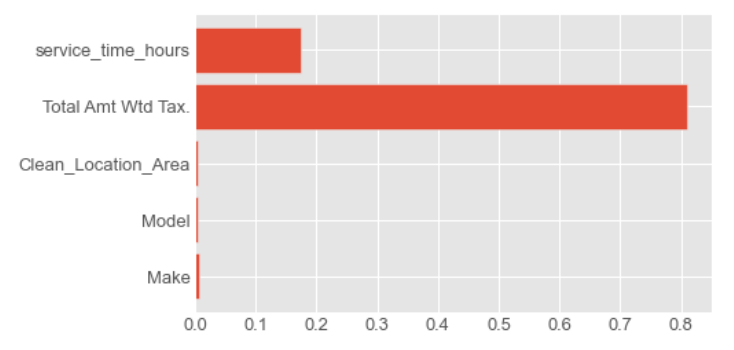 service_time_hours
Total Amt Wtd Tax.
Clean_Location_Area
Model
Make
0.0 0.1 0.2 0.3 0.4 0.5 0.6 0.7 0.8